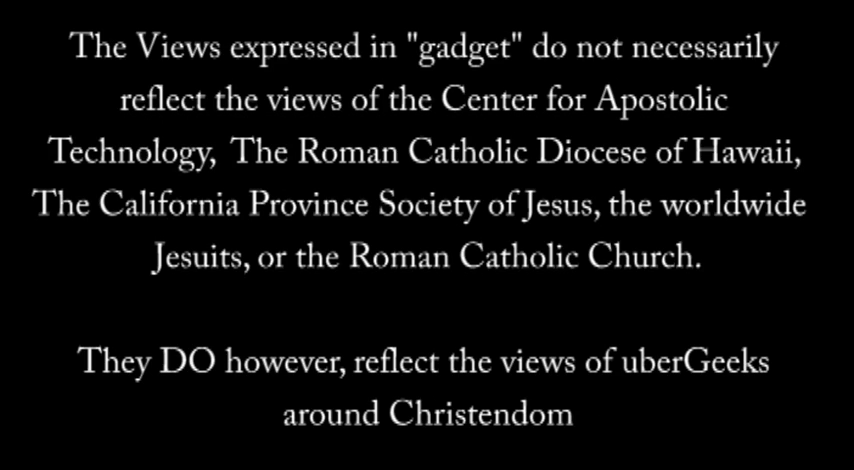 The Views expressed in "gadget" do not necessarily
reflect the views of the Center for Apostolic
Technology, The Roman Catholic Diocese of Hawaii,
The California Province Society of Jesus, the worldwide
Jesuits, or the Roman Catholic Church.
They DO however, reflect the views of uberGeeks
around Christendom